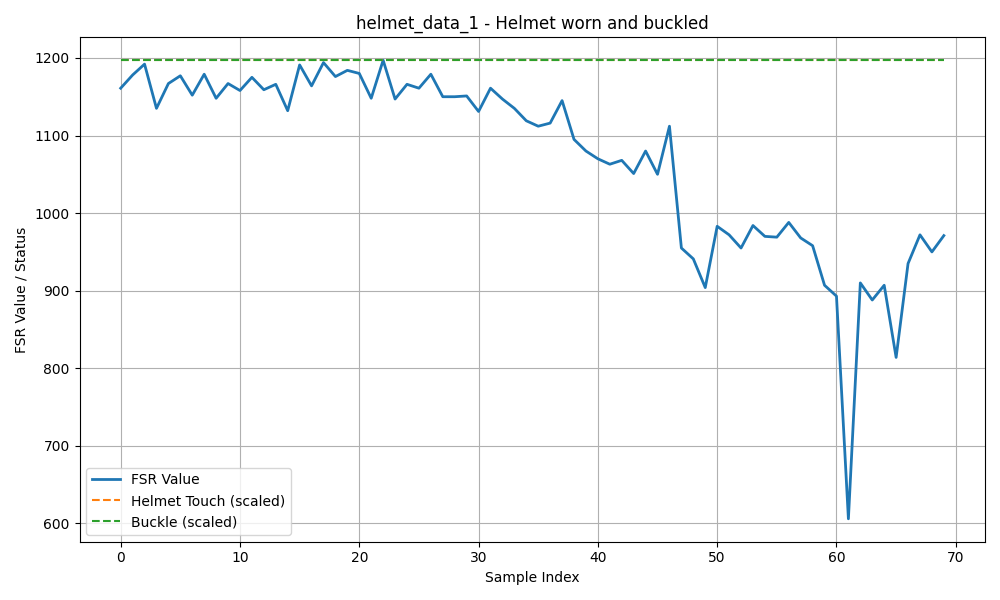 helmet_data_1 - Helmet worn and buckled
FSR Value / Status
1200
1100
1000
900
800
700
600
FSR Value
Helmet Touch (scaled)
Buckle (scaled)
0 10 20 30 40 50 60 70
Sample Index